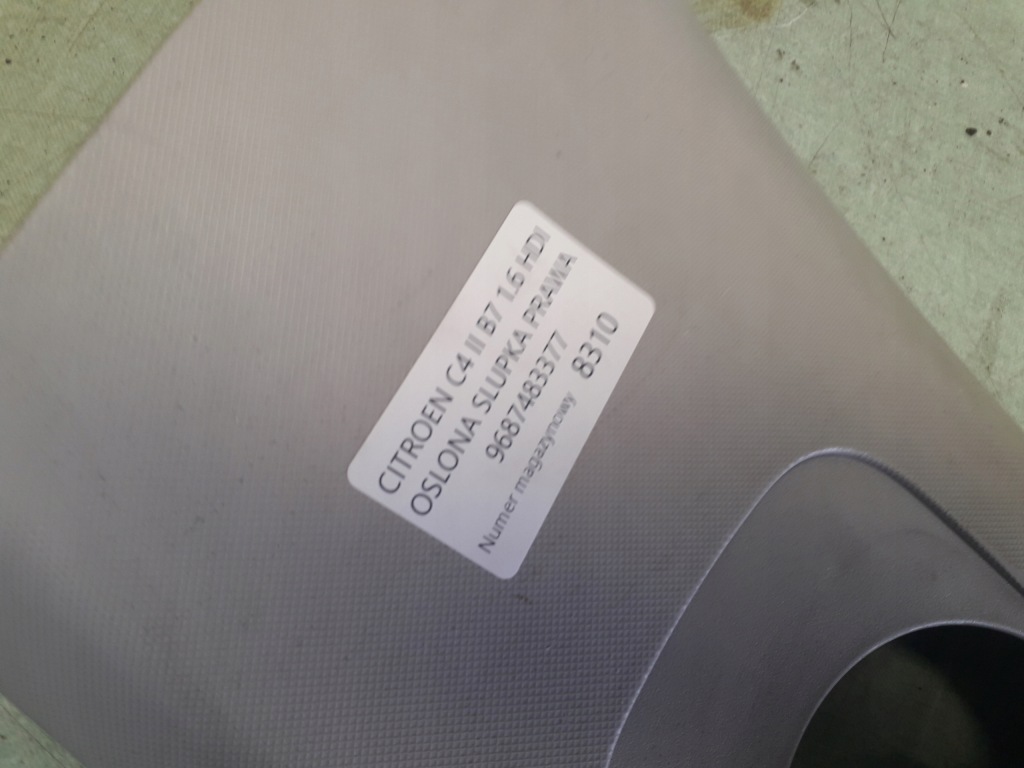 CITROEN C4 II B7 1.6 HDI
OSLONA SLUPKA PRAWA
9687483377
Numer magazynowy 8310